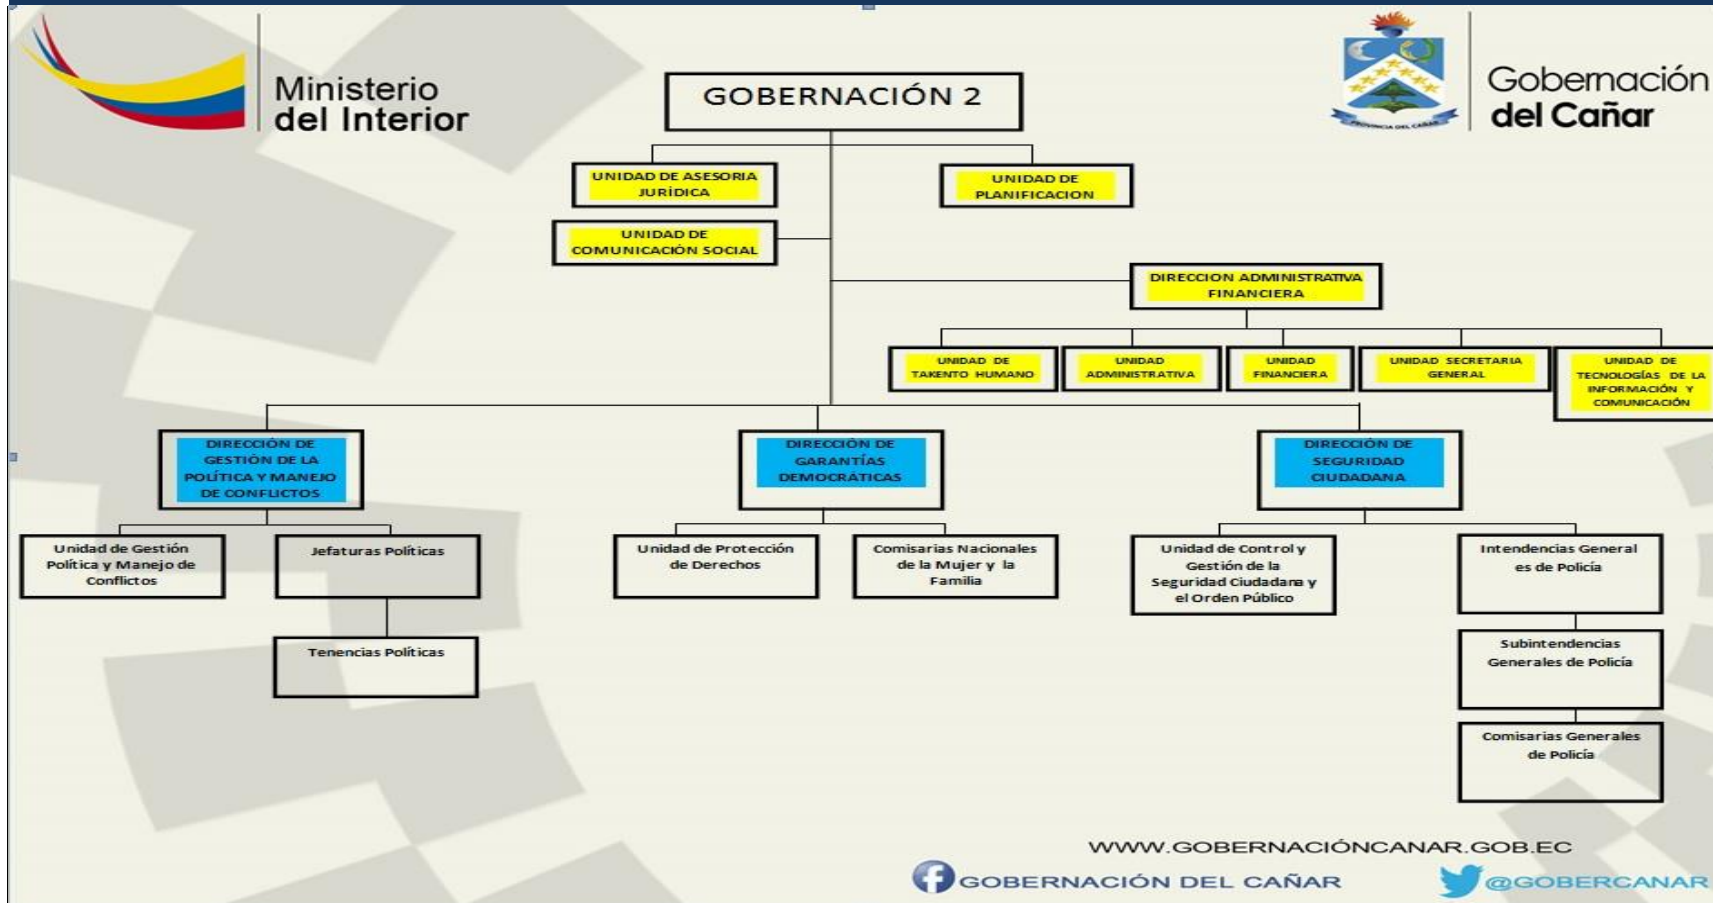 Ministerio
del Interior
GOBERNACIÓN 2
PROVINCIA DEL CAÑAR
Gobernación
del Cañar
UNIDAD DE ASESORIA
JURÍDICA
UNIDAD DE
PLANIFICACION
UNIDAD DE
COMUNICACIÓN SOCIAL
DIRECCION ADMINISTRATIVA
FINANCIERA
UNIDAD DE
TAKENTO HUMANO
UNIDAD
ADMINISTRATIVA
UNIDAD
FINANCIERA
UNIDAD SECRETARIA
GENERAL
UNIDAD DE
TECNOLOGÍAS DE LA
INFORMACIÓN Y
COMUNICACIÓN
DIRECCIÓN DE
GESTIÓN DE LA
POLÍTICA Y MANEJO
DE CONFLICTOS
DIRECCIÓN DE
GARANTÍAS
DEMOCRÁTICAS
DIRECCIÓN DE
SEGURIDAD
CIUDADANA
Unidad de Gestión
Política y Manejo de
Conflictos
Jefaturas Políticas
Unidad de Protección
de Derechos
Comisarias Nacionales
de la Mujer y la
Familia
Unidad de Control y
Gestión de la
Seguridad Ciudadana y
el Orden Público
Intendencias General
es de Policía
Tenencias Políticas
Subintendencias
Generales de Policía
Comisarias Generales
de Policía
WWW.GOBERNACIÓNCANAR.GOB.EC
GOBERNACIÓN DEL CAÑAR
@GOBERCANAR